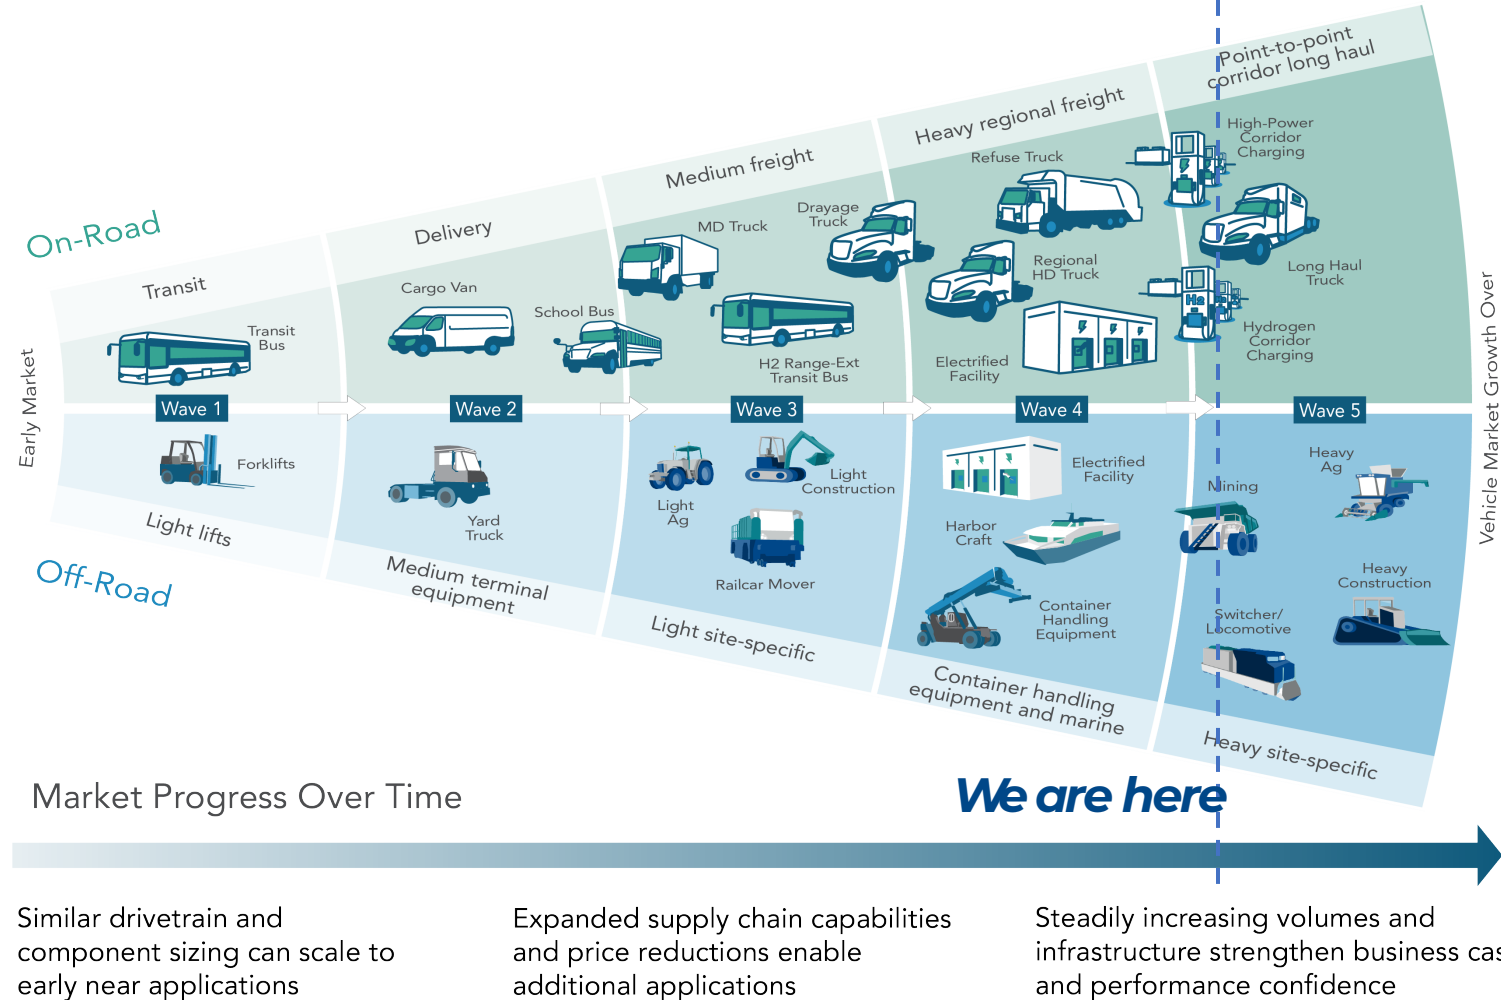 Point-to-point
corridor long haul
Heavy regional freight
Medium freight
Delivery
Transit
On-Road
High-Power
Corridor
Charging
Refuse Truck
Drayage
Truck
MD Truck
Regional
HD Truck
Long Haul
Truck
Cargo Van
School Bus
Transit
Bus
H2
Hydrogen
Corridor
Charging
H2 Range-Ext
Transit Bus
Electrified
Facility
Early Market
Vehicle Market Growth Over
Wave 1
Wave 2
Wave 3
Wave 4
Wave 5
Forklifts
Yard
Truck
Light
Ag
Light
Construction
Railcar Mover
Electrified
Facility
Harbor
Craft
Container
Handling
Equipment
Heavy
Ag
Mining
Heavy
Construction
Switcher/
Locomotive
Off-Road
Light lifts
Medium terminal
equipment
Light site-specific
Container handling
equipment and marine
Heavy site-specific
Market Progress Over Time
We are here
Similar drivetrain and
component sizing can scale to
early near applications
Expanded supply chain capabilities
and price reductions enable
additional applications
Steadily increasing volumes and
infrastructure strengthen business cas
and performance confidence